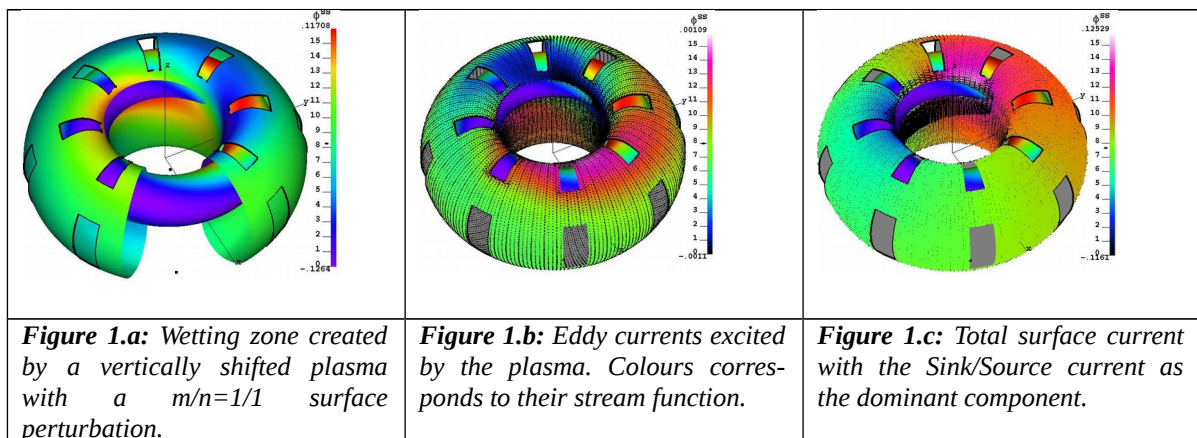 ϕss
.11708
15
14
13
12
11
10
9
8
7
6
5
4
3
2
1
0
-.1264
z
Y
x
ϕss
.00109
15
14
13
12
11
10
9
8
7
6
5
4
3
2
1
0
-.0011
Y
ϕss
.12529
15
14
13
12
11
10
9
8
7
6
5
4
3
2
1
0
-.1161
Y
x
Figure 1.a: Wetting zone created
by a vertically shifted plasma
with a m/n=1/1 surface
perturbation.
Figure 1.b: Eddy currents excited
by the plasma. Colours corres-
ponds to their stream function.
Figure 1.c: Total surface current
with the Sink/Source current as
the dominant component.